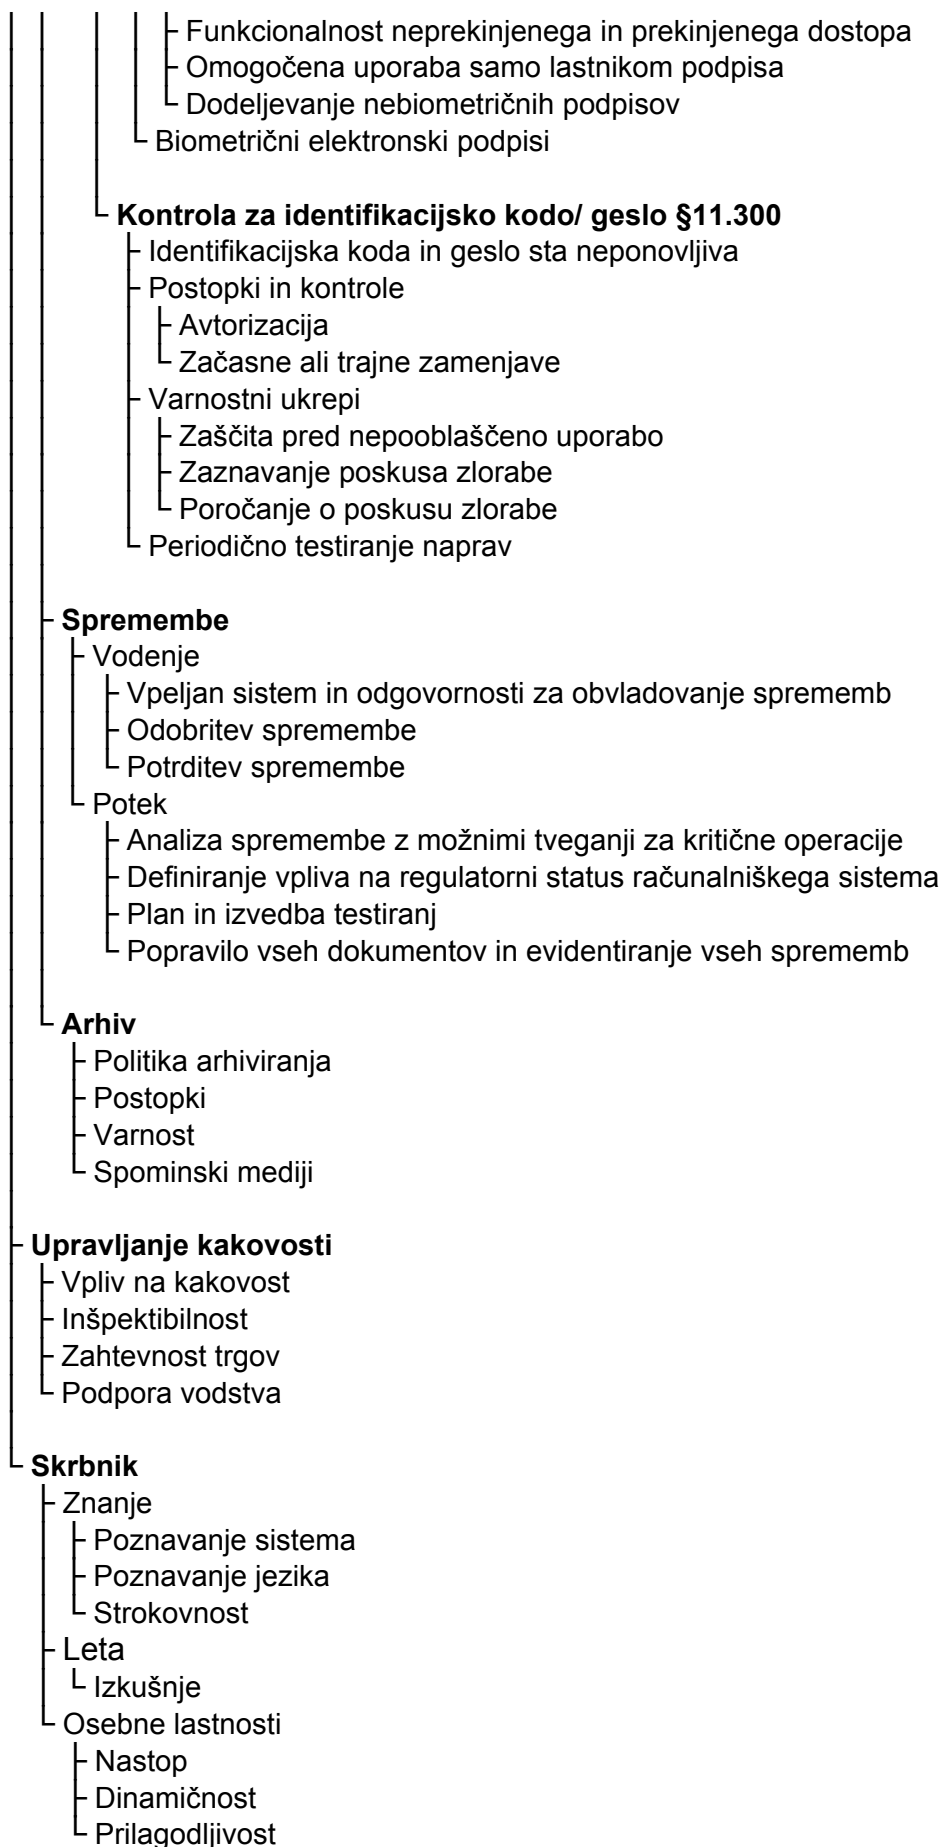 Funkcionalnost neprekinjenega in prekinjenega dostopa
Omogočena uporaba samo lastnikom podpisa
Dodeljevanje nebiometričnih podpisov
Biometrični elektronski podpisi
Kontrola za identifikacijsko kodo/ geslo §11.300
Identifikacijska koda in geslo sta neponovljiva
Postopki in kontrole
Avtorizacija
Začasne ali trajne zamenjave
Varnostni ukrepi
Zaščita pred nepooblaščeno uporabo
Zaznavanje poskusa zlorabe
Poročanje o poskusu zlorabe
Periodično testiranje naprav
Spremembe
Vodenje
Vpeljan sistem in odgovornosti za obvladovanje sprememb
Odobritev spremembe
Potrditev spremembe
Potek
Analiza spremembe z možnimi tveganji za kritične operacije
Definiranje vpliva na regulatorni status računalniškega sistema
Plan in izvedba testiranj
Popravilo vseh dokumentov in evidentiranje vseh sprememb
Arhiv
Politika arhiviranja
Postopki
Varnost
Spominski mediji
Upravljanje kakovosti
Vpliv na kakovost
Inšpektibilnost
Zahtevnost trgov
Podpora vodstva
Skrbnik
Znanje
Poznavanje sistema
Poznavanje jezika
Strokovnost
Leta
Izkušnje
Osebne lastnosti
Nastop
Dinamičnost
Prilagodljivost